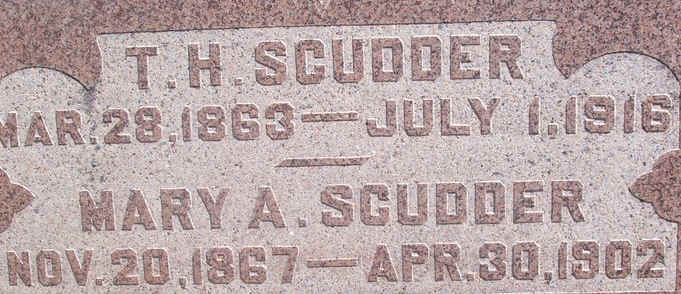 T. H. SCUDDER
MAR. 28, 1863 — JULY 1, 1916
MARY A. SCUDDER
NOV. 20, 1867 — APR. 30, 1902